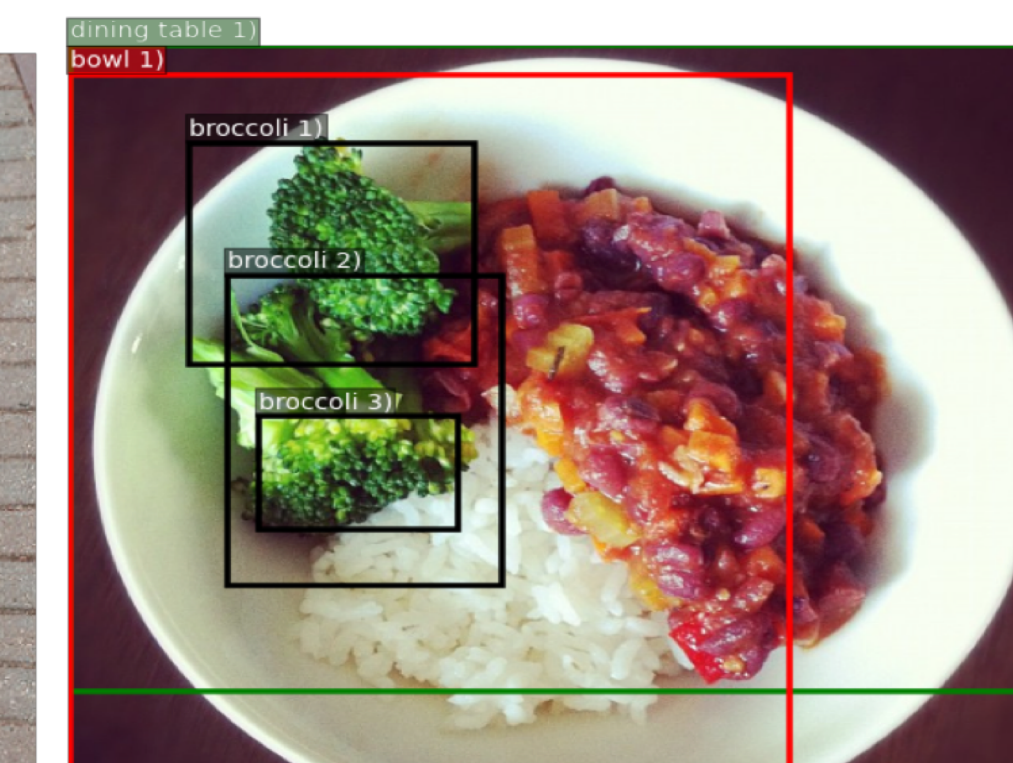 dining table 1)
bowl 1)
broccoli 1)
broccoli 2)
broccoli 3)